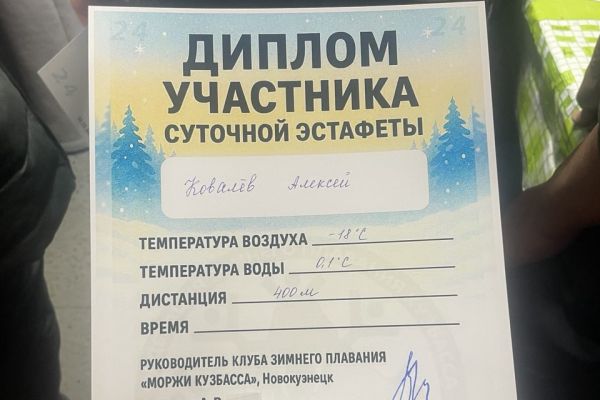 24 24
ДИПЛОМ
УЧАСТНИКА
СУТОЧНОЙ ЭСТАФЕТЫ
Ковалёв Алексей
ТЕМПЕРАТУРА ВОЗДУХА -18°С
ТЕМПЕРАТУРА ВОДЫ 0,1°С
ДИСТАНЦИЯ 400м
ВРЕМЯ
РУКОВОДИТЕЛЬ КЛУБА ЗИМНЕГО ПЛАВАНИЯ
«МОРЖИ КУЗБАССА», Новокузнецк